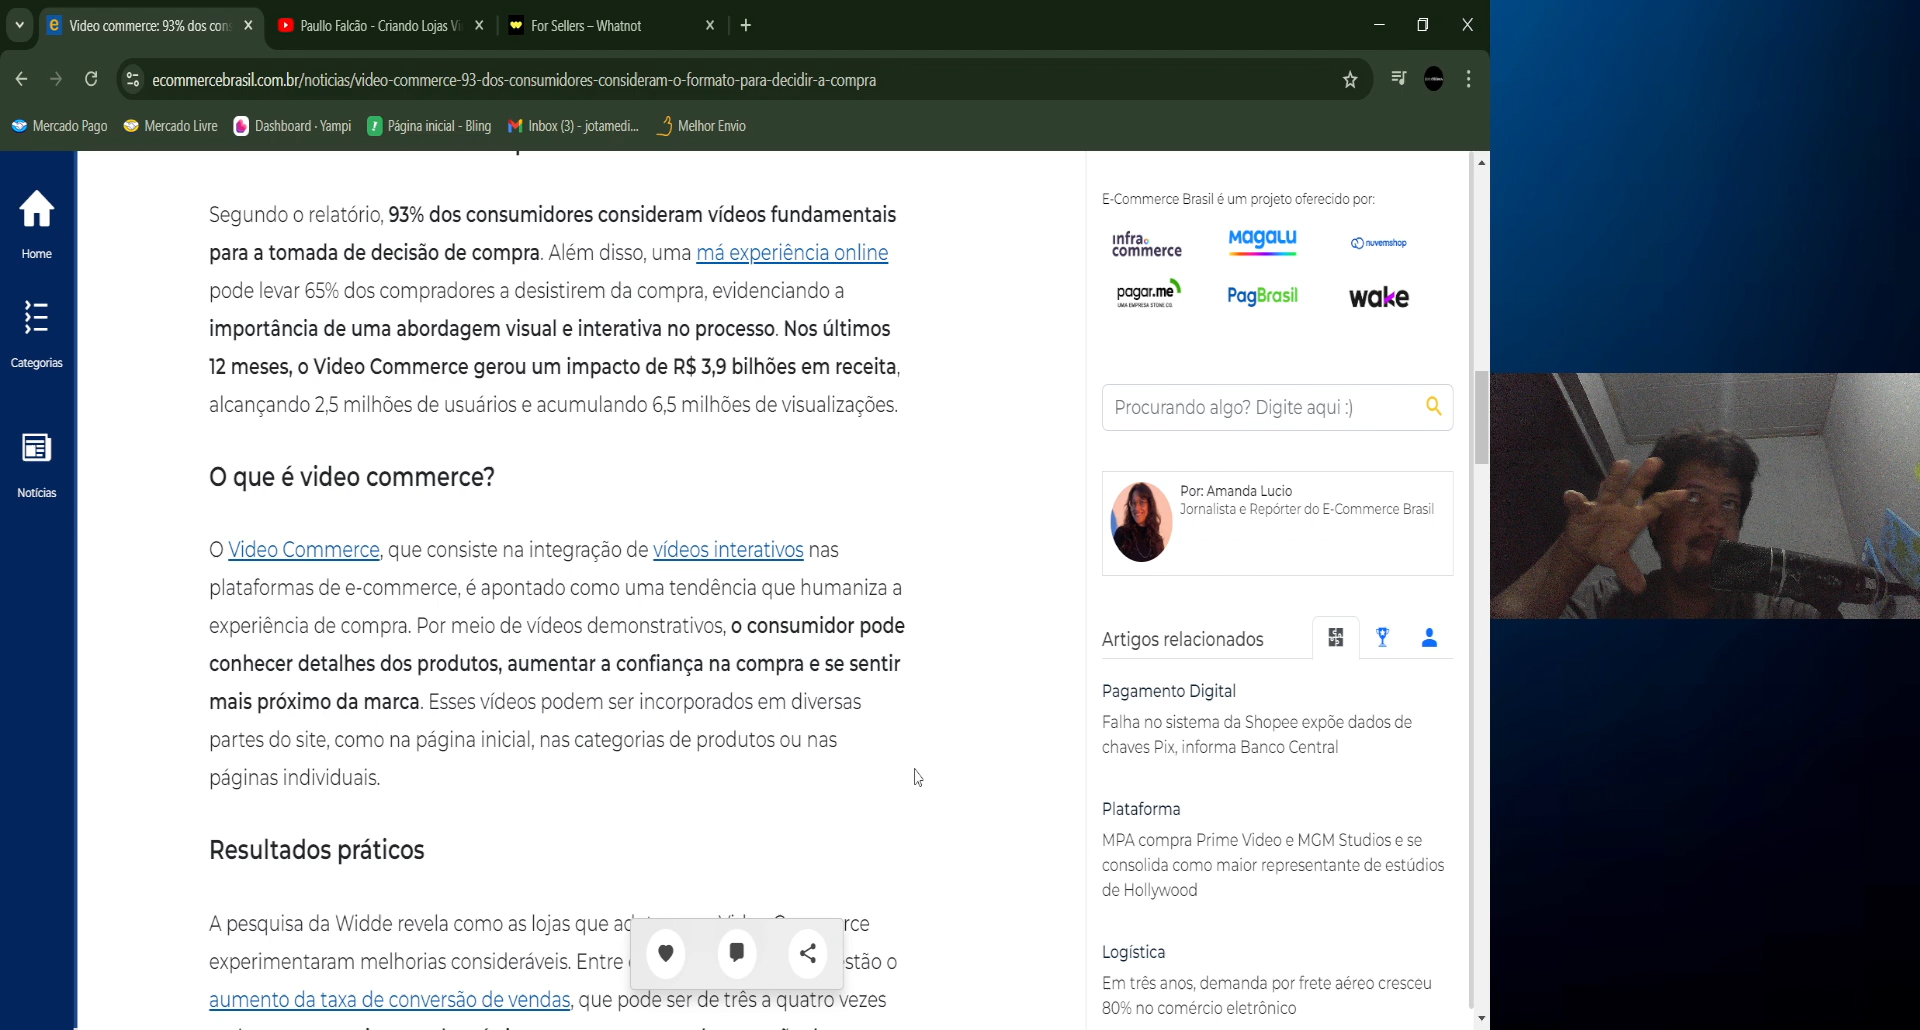 Video commerce: 93% dos cons
Paullo Falcão - Criando Lojas Vi
For Sellers – Whatnot
ecommercebrasil.com.br/noticias/video-commerce-93-dos-consumidores-consideram-o-formato-para-decidir-a-compra
Mercado Pago
Mercado Livre
Dashboard · Yampi
Página inicial - Bling
Inbox (3) - jotamedi...
Melhor Envio
Home
Categorias
Notícias
Segundo o relatório, 93% dos consumidores consideram vídeos fundamentais
para a tomada de decisão de compra. Além disso, uma má experiência online
pode levar 65% dos compradores a desistirem da compra, evidenciando a
importância de uma abordagem visual e interativa no processo. Nos últimos
12 meses, o Video Commerce gerou um impacto de R$ 3,9 bilhões em receita,
alcançando 2,5 milhões de usuários e acumulando 6,5 milhões de visualizações.
O que é video commerce?
O Video Commerce, que consiste na integração de vídeos interativos nas
plataformas de e-commerce, é apontado como uma tendência que humaniza a
experiência de compra. Por meio de vídeos demonstrativos, o consumidor pode
conhecer detalhes dos produtos, aumentar a confiança na compra e se sentir
mais próximo da marca. Esses vídeos podem ser incorporados em diversas
partes do site, como na página inicial, nas categorias de produtos ou nas
páginas individuais.
Resultados práticos
A pesquisa da Widde revela como as lojas que
experimentaram melhorias consideráveis. Entre
aumento da taxa de conversão de vendas, que pode ser de três a quatro vezes
E-Commerce Brasil é um projeto oferecido por:
infra.commerce
Magalu
nuvemshop
pagar.me
UMA EMPRESA STONE CO.
PagBrasil
wake
Procurando algo? Digite aqui :)
Por: Amanda Lucio
Jornalista e Repórter do E-Commerce Brasil
Artigos relacionados
Pagamento Digital
Falha no sistema da Shopee expõe dados de
chaves Pix, informa Banco Central
Plataforma
MPA compra Prime Video e MGM Studios e se
consolida como maior representante de estúdios
de Hollywood
Logística
Em três anos, demanda por frete aéreo cresceu
80% no comércio eletrônico